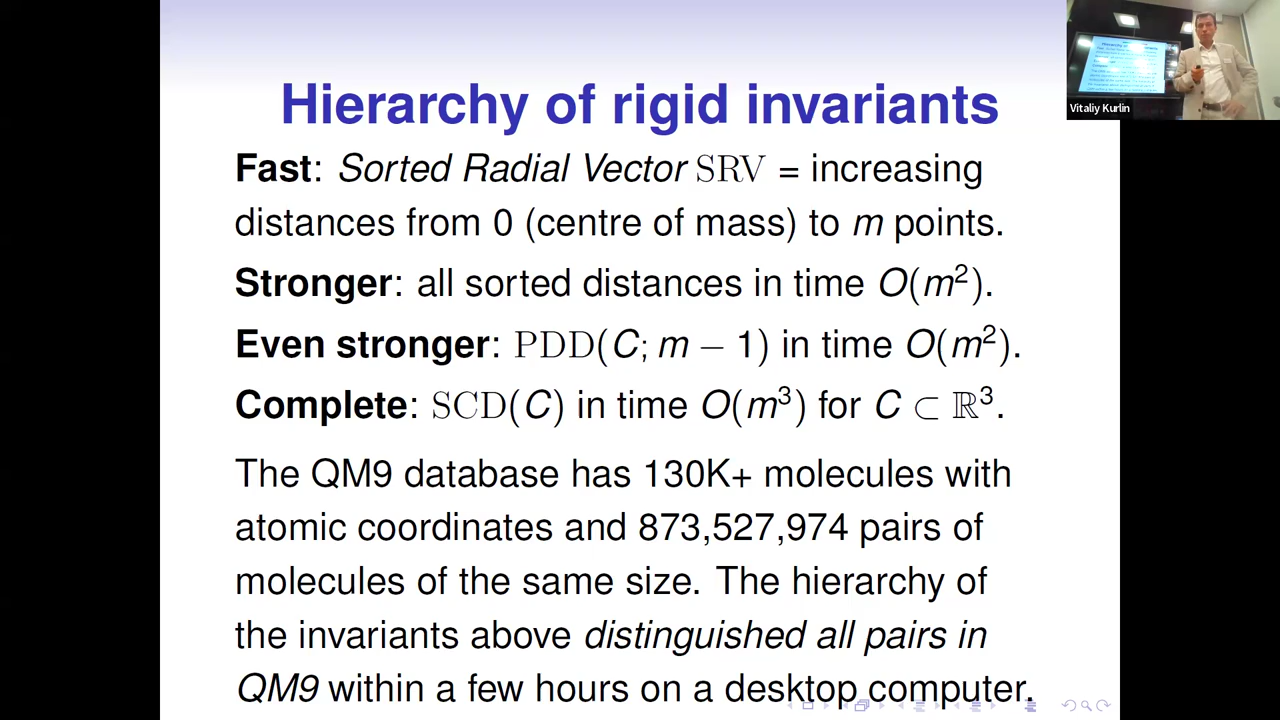 Hierarchy of rigid invariants
Fast: Sorted Radial Vector SRV = increasing
distances from 0 (centre of mass) to m points.
Stronger: all sorted distances in time O(m²).
Even stronger: PDD(C; m − 1) in time O(m²).
Complete: SCD(C) in time O(m³) for C ⊂ ℝ³.
The QM9 database has 130K+ molecules with
atomic coordinates and 873,527,974 pairs of
molecules of the same size. The hierarchy of
the invariants above distinguished all pairs in
QM9 within a few hours on a desktop computer.
Vitaliy Kurlin